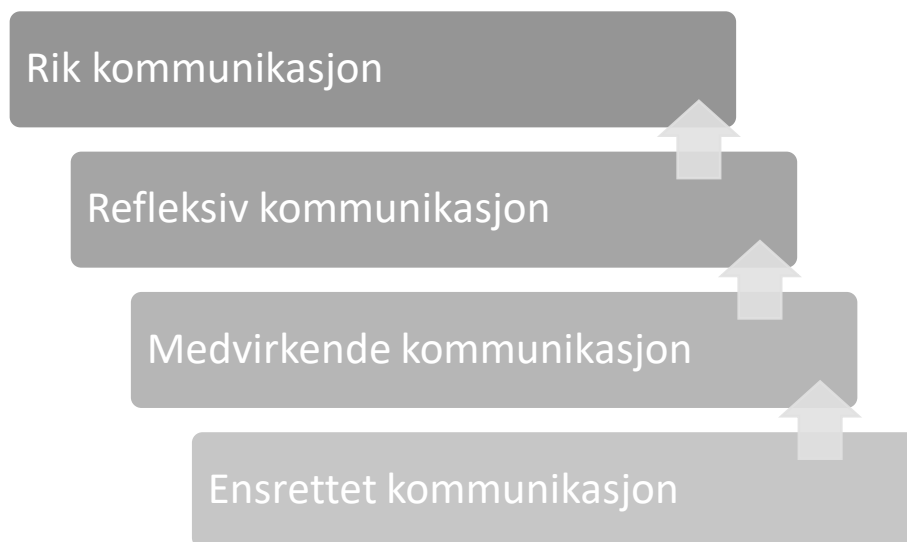 Rik kommunikasjon
Refleksiv kommunikasjon
Medvirkende kommunikasjon
Ensrettet kommunikasjon